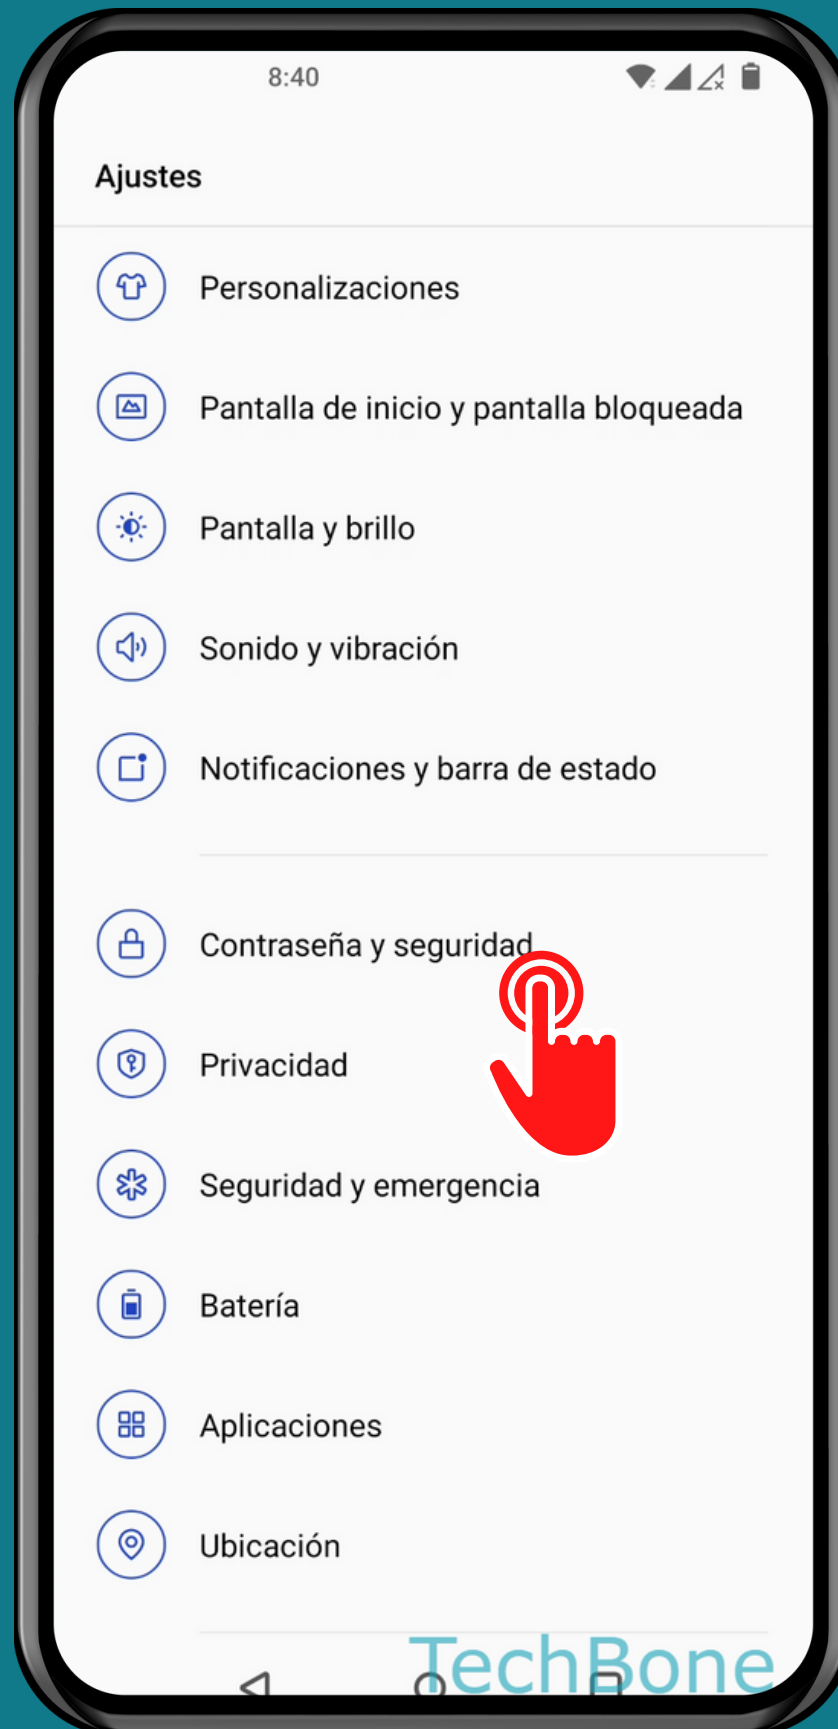 8:40
Ajustes
Personalizaciones
Pantalla de inicio y pantalla bloqueada
Pantalla y brillo
Sonido y vibración
Notificaciones y barra de estado
Contraseña y seguridad
Privacidad
Seguridad y emergencia
Batería
Aplicaciones
Ubicación
TechBone